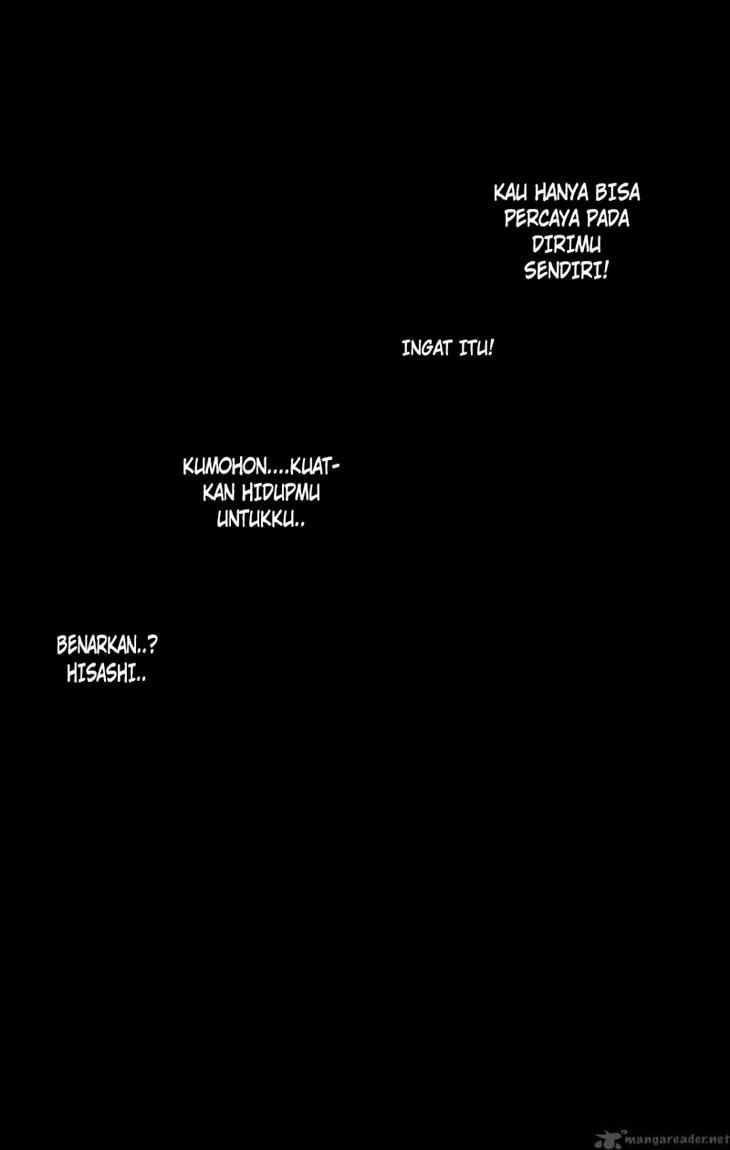 KAU HANYA BISA
PERCAYA PADA
DIRIMU
SENDIRI!
INGAT ITU!
KUMOHON....KUAT-
KAN HIDUPMU
UNTUKKU..
BENARKAN..?
HISASHI..
mangareader.net